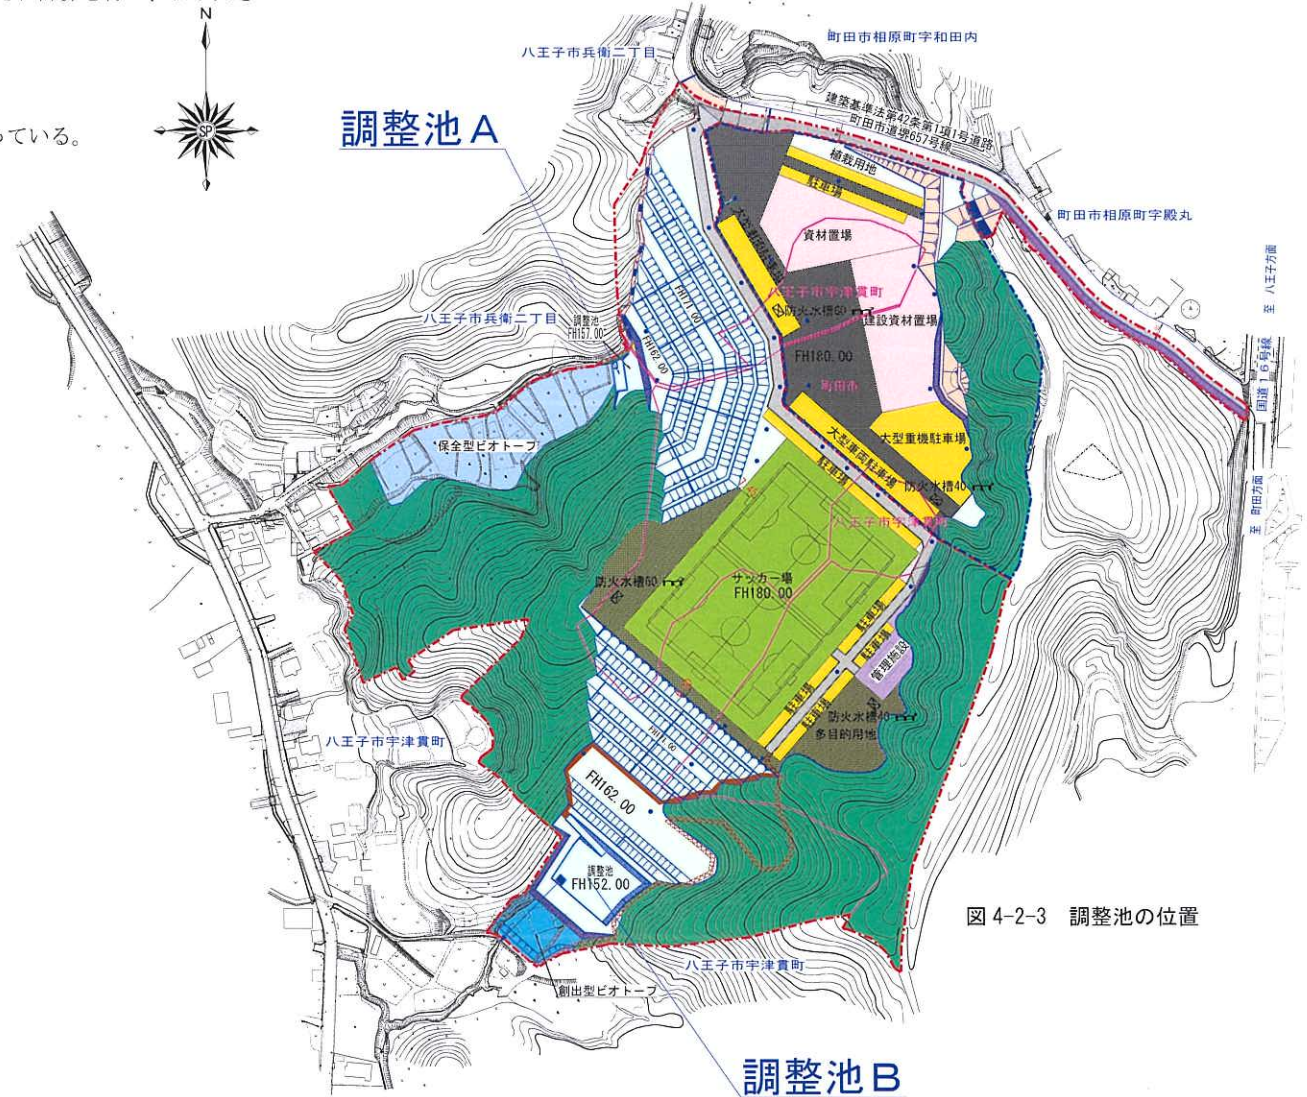 N
SP
っている。
八王子市兵衛二丁目
町田市相原町字和田内
調整池A
建築基準法第42条第1項1号道路
町田市道堺657号線
植栽用地
駐車場
町田市相原町字殿丸
資材置場
八王子市宇津貫町
防火水槽60
建設資材置場
FH171.00
FH180.00
町田市
八王子市兵衛二丁目
調整池
FH157.00
FH162.00
至 八王子方面
国道16号線
至 町田方面
保全型ビオトープ
大型車両駐車場
大型重機駐車場
駐車場
防火水槽40
八王子市宇津貫町
防火水槽60
サッカー場
FH180.00
駐車場
駐車場
管理施設
駐車場
駐車場
防火水槽40
多目的用地
八王子市宇津貫町
FH162.00
調整池
FH152.00
図 4-2-3 調整池の位置
八王子市宇津貫町
創出型ビオトープ
調整池B